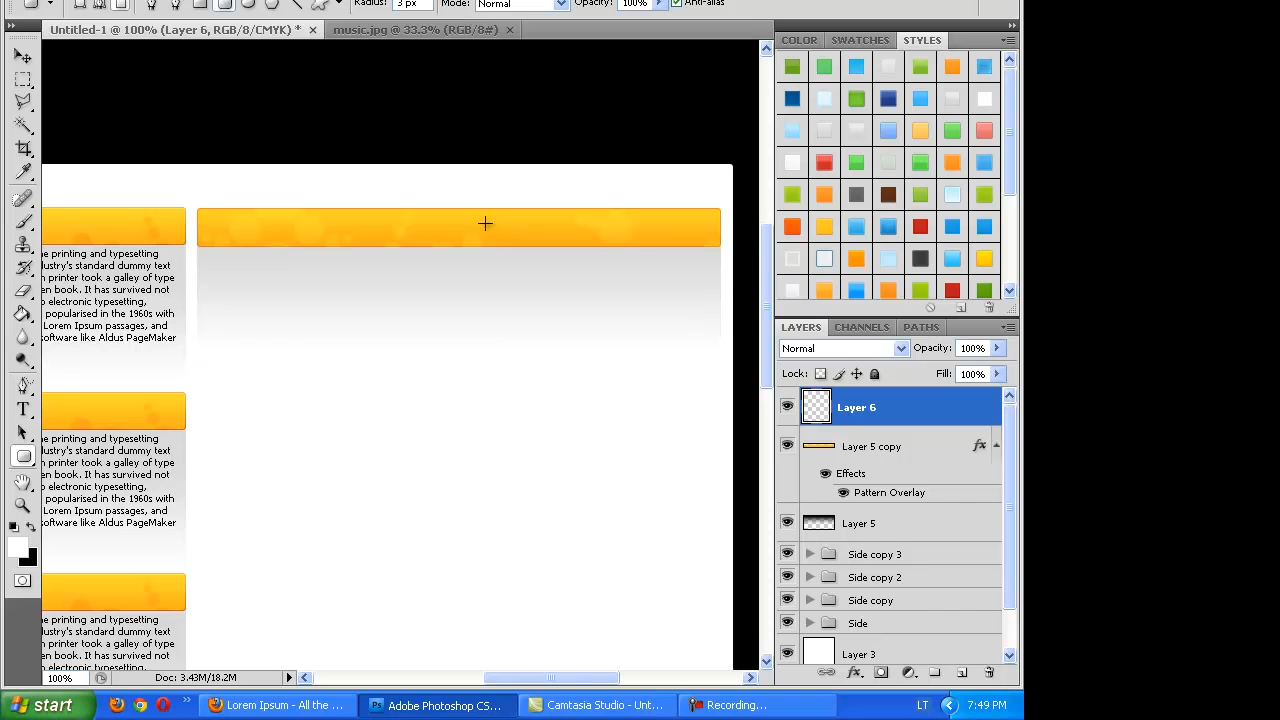 Radius: 3 px Mode: Normal Opacity: 100% Anti-alias
Untitled-1 @ 100% (Layer 6, RGB/8/CMYK) * music.jpg @ 33.3% (RGB/8#)
COLOR SWATCHES STYLES
e printing and typesetting
dustry's standard dummy text
n printer took a galley of type
en book. It has survived not
o electronic typesetting,
popularised in the 1960s with
Lorem Ipsum passages, and
oftware like Aldus PageMaker
e printing and typesetting
dustry's standard dummy text
n printer took a galley of type
en book. It has survived not
o electronic typesetting,
popularised in the 1960s with
Lorem Ipsum passages, and
oftware like Aldus PageMaker
e printing and typesetting
dustry's standard dummy text
n printer took a galley of type
en book. It has survived not
o electronic typesetting,
LAYERS CHANNELS PATHS
Normal Opacity: 100%
Lock: Fill: 100%
Layer 6
Layer 5 copy fx
Effects
Pattern Overlay
Layer 5
Side copy 3
Side copy 2
Side copy
Side
Layer 3
100% Doc: 3.43M/18.2M
start Lorem Ipsum - All the ... Adobe Photoshop CS... Camtasia Studio - Unt... Recording... LT 7:49 PM